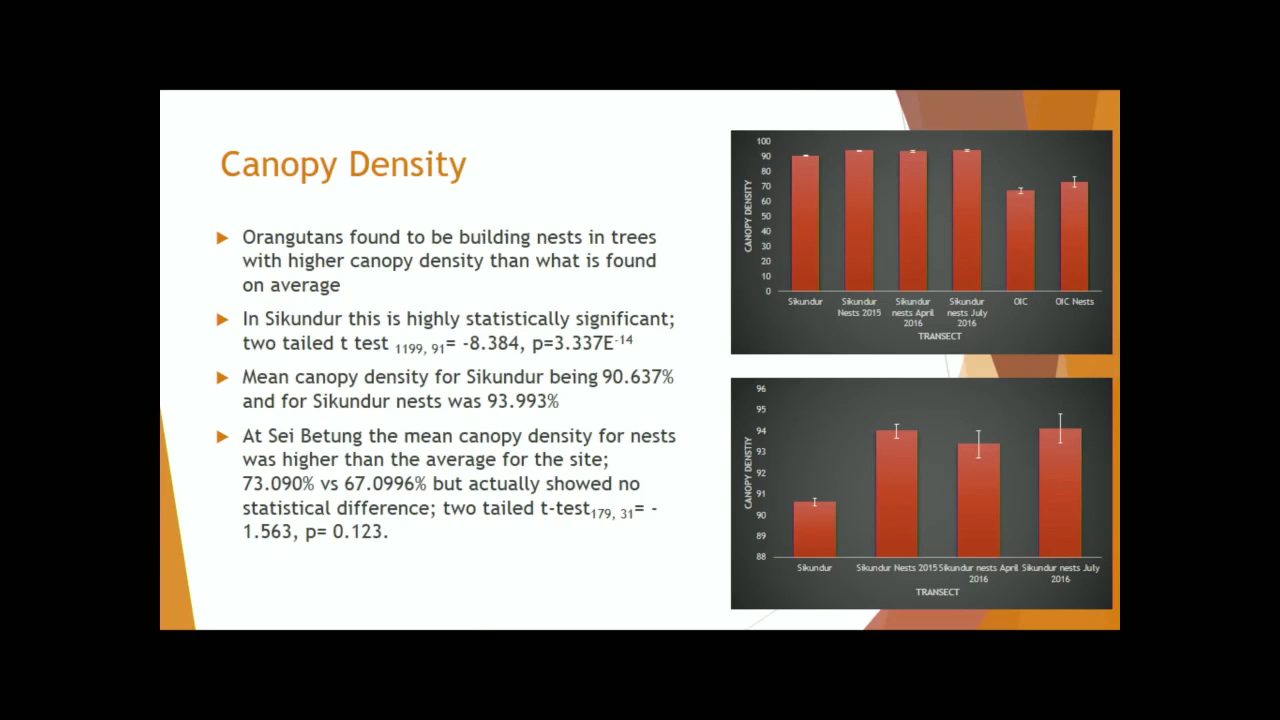 Canopy Density
Orangutans found to be building nests in trees
with higher canopy density than what is found
on average
In Sikundur this is highly statistically significant;
two tailed t test 1199, 91= -8.384, p=3.337E-14
Mean canopy density for Sikundur being 90.637%
and for Sikundur nests was 93.993%
At Sei Betung the mean canopy density for nests
was higher than the average for the site;
73.090% vs 67.0996% but actually showed no
statistical difference; two tailed t-test179, 31= -
1.563, p= 0.123.
CANOPY DENSITY
100
90
80
70
60
50
40
30
20
10
0
Sikundur
Sikundur
Nests 2015
Sikundur
nests April
2016
Sikundur
nests July
2016
OIC
OIC Nests
TRANSECT
CANOPY DENSTIY
96
95
94
93
92
91
90
89
88
Sikundur
Sikundur Nests 2015
Sikundur nests April
2016
Sikundur nests July
2016
TRANSECT